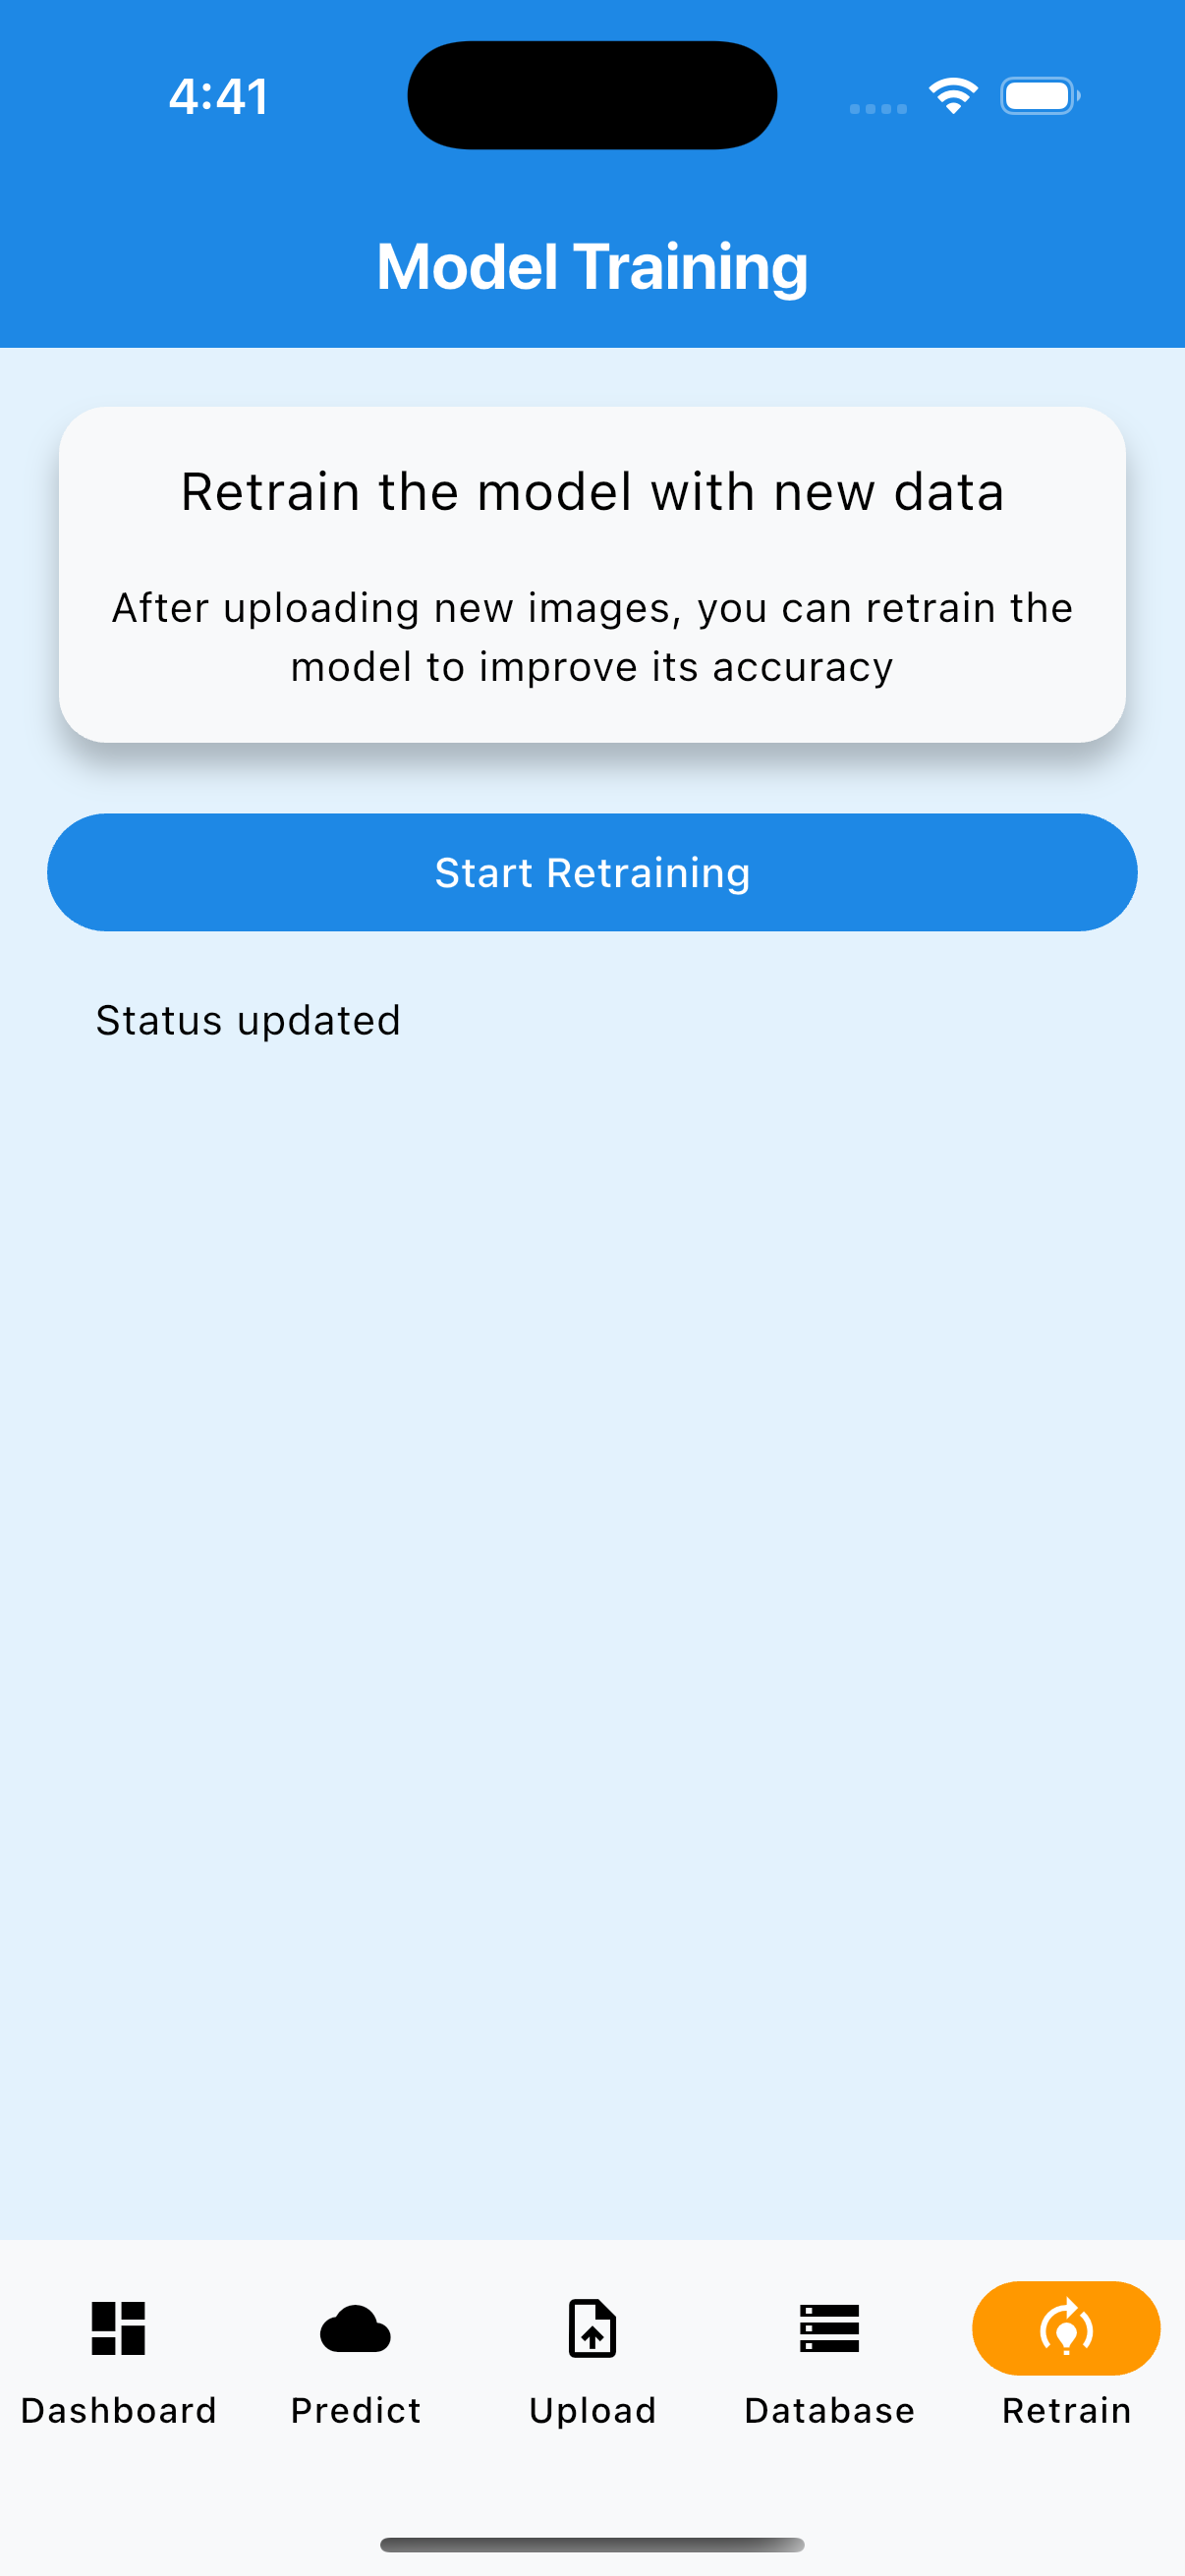 4:41
Model Training
Retrain the model with new data
After uploading new images, you can retrain the
model to improve its accuracy
Start Retraining
Status updated
Dashboard
Predict
Upload
Database
Retrain